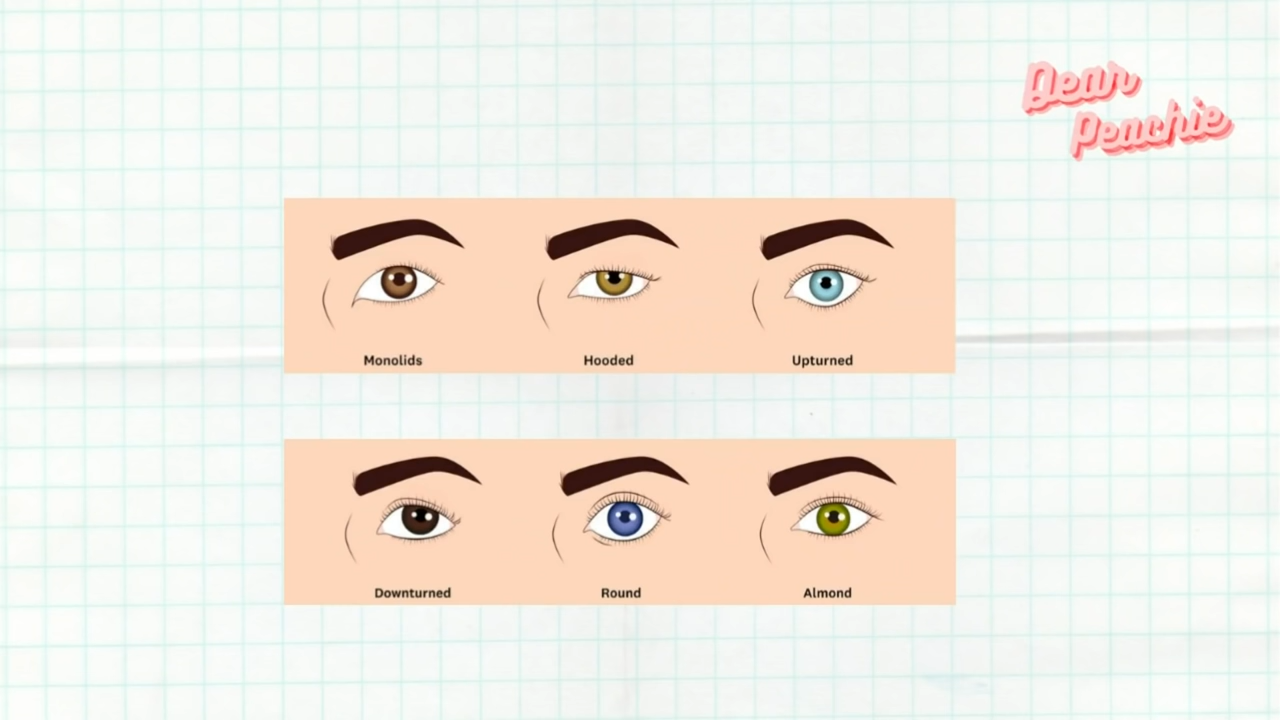 Dear
Peachie
Monolids
Hooded
Upturned
Downturned
Round
Almond